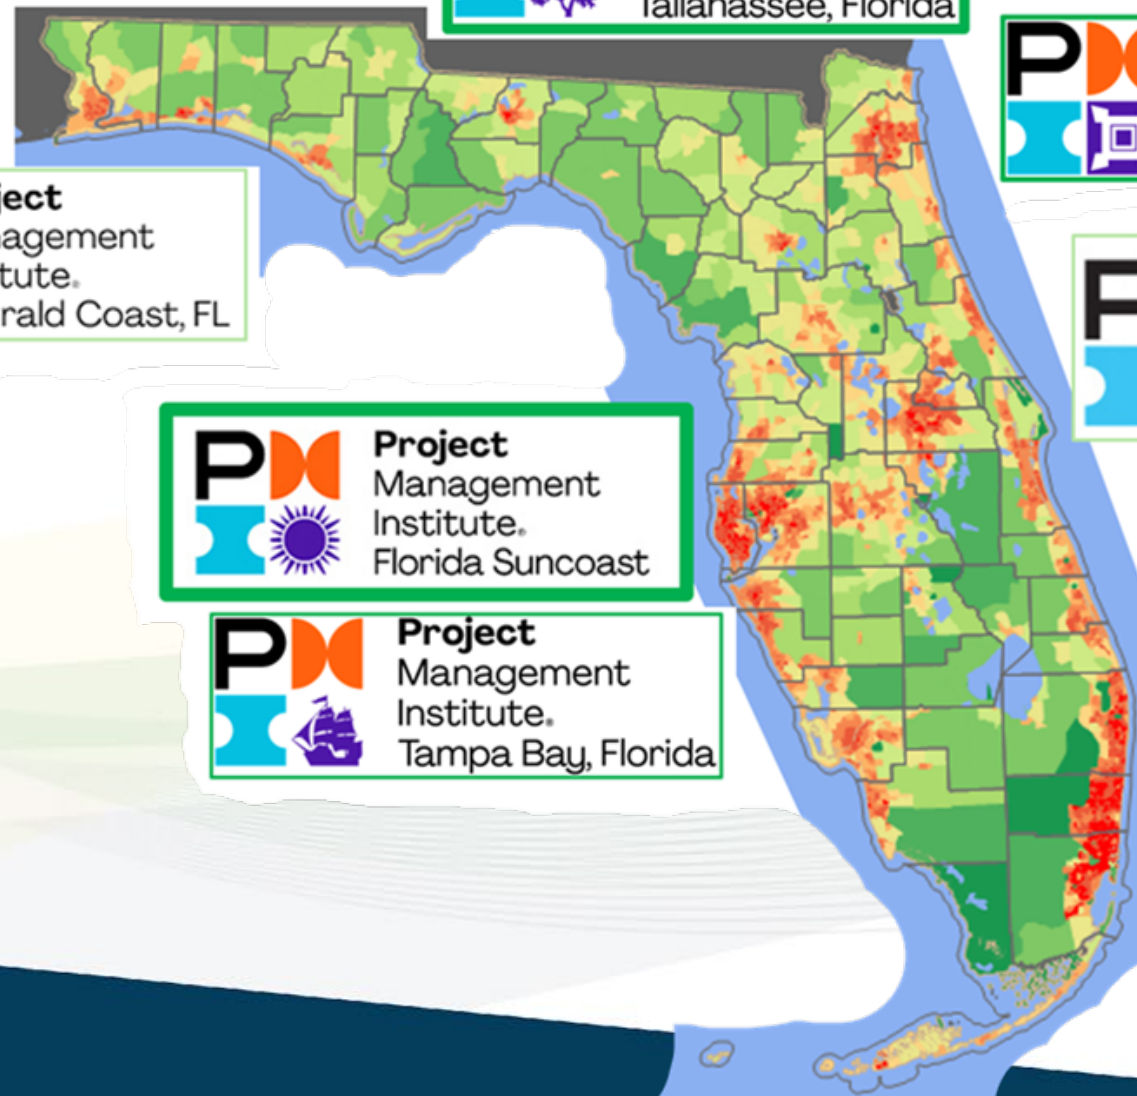 Tallahassee, Florida
ject
agement
tute.
rald Coast, FL
Project
Management
Institute.
Florida Suncoast
Project
Management
Institute.
Tampa Bay, Florida